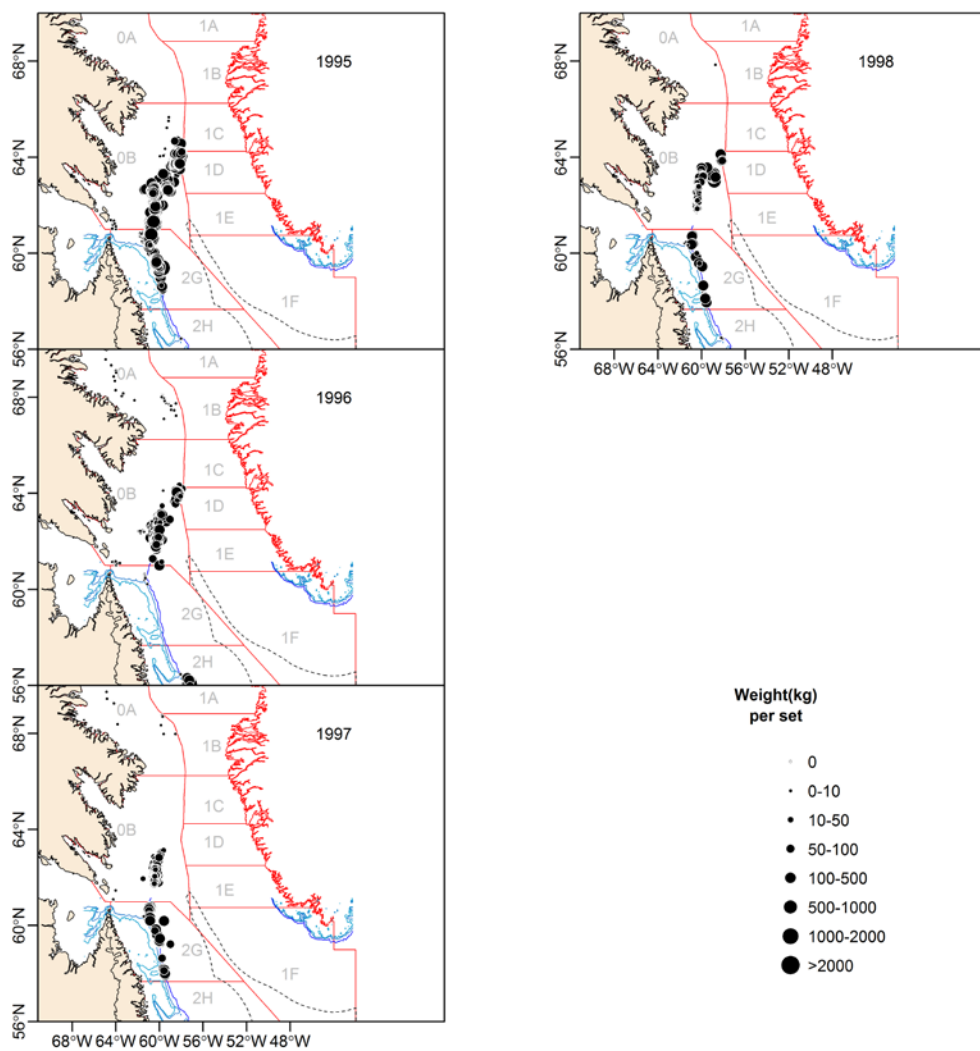 1995
0A
1A
1B
1C
0B
1D
1E
2G
1F
2H
68°N
64°N
60°N
56°N
1996
0A
1A
1B
1C
0B
1D
1E
2G
1F
2H
68°N
64°N
60°N
56°N
1997
0A
1A
1B
1C
0B
1D
1E
2G
1F
2H
68°N
64°N
60°N
56°N
68°W 64°W 60°W 56°W 52°W 48°W
1998
0A
1A
1B
1C
0B
1D
1E
2G
1F
2H
68°N
64°N
60°N
56°N
68°W 64°W 60°W 56°W 52°W 48°W
Weight(kg)
per set
0
0-10
10-50
50-100
100-500
500-1000
1000-2000
>2000